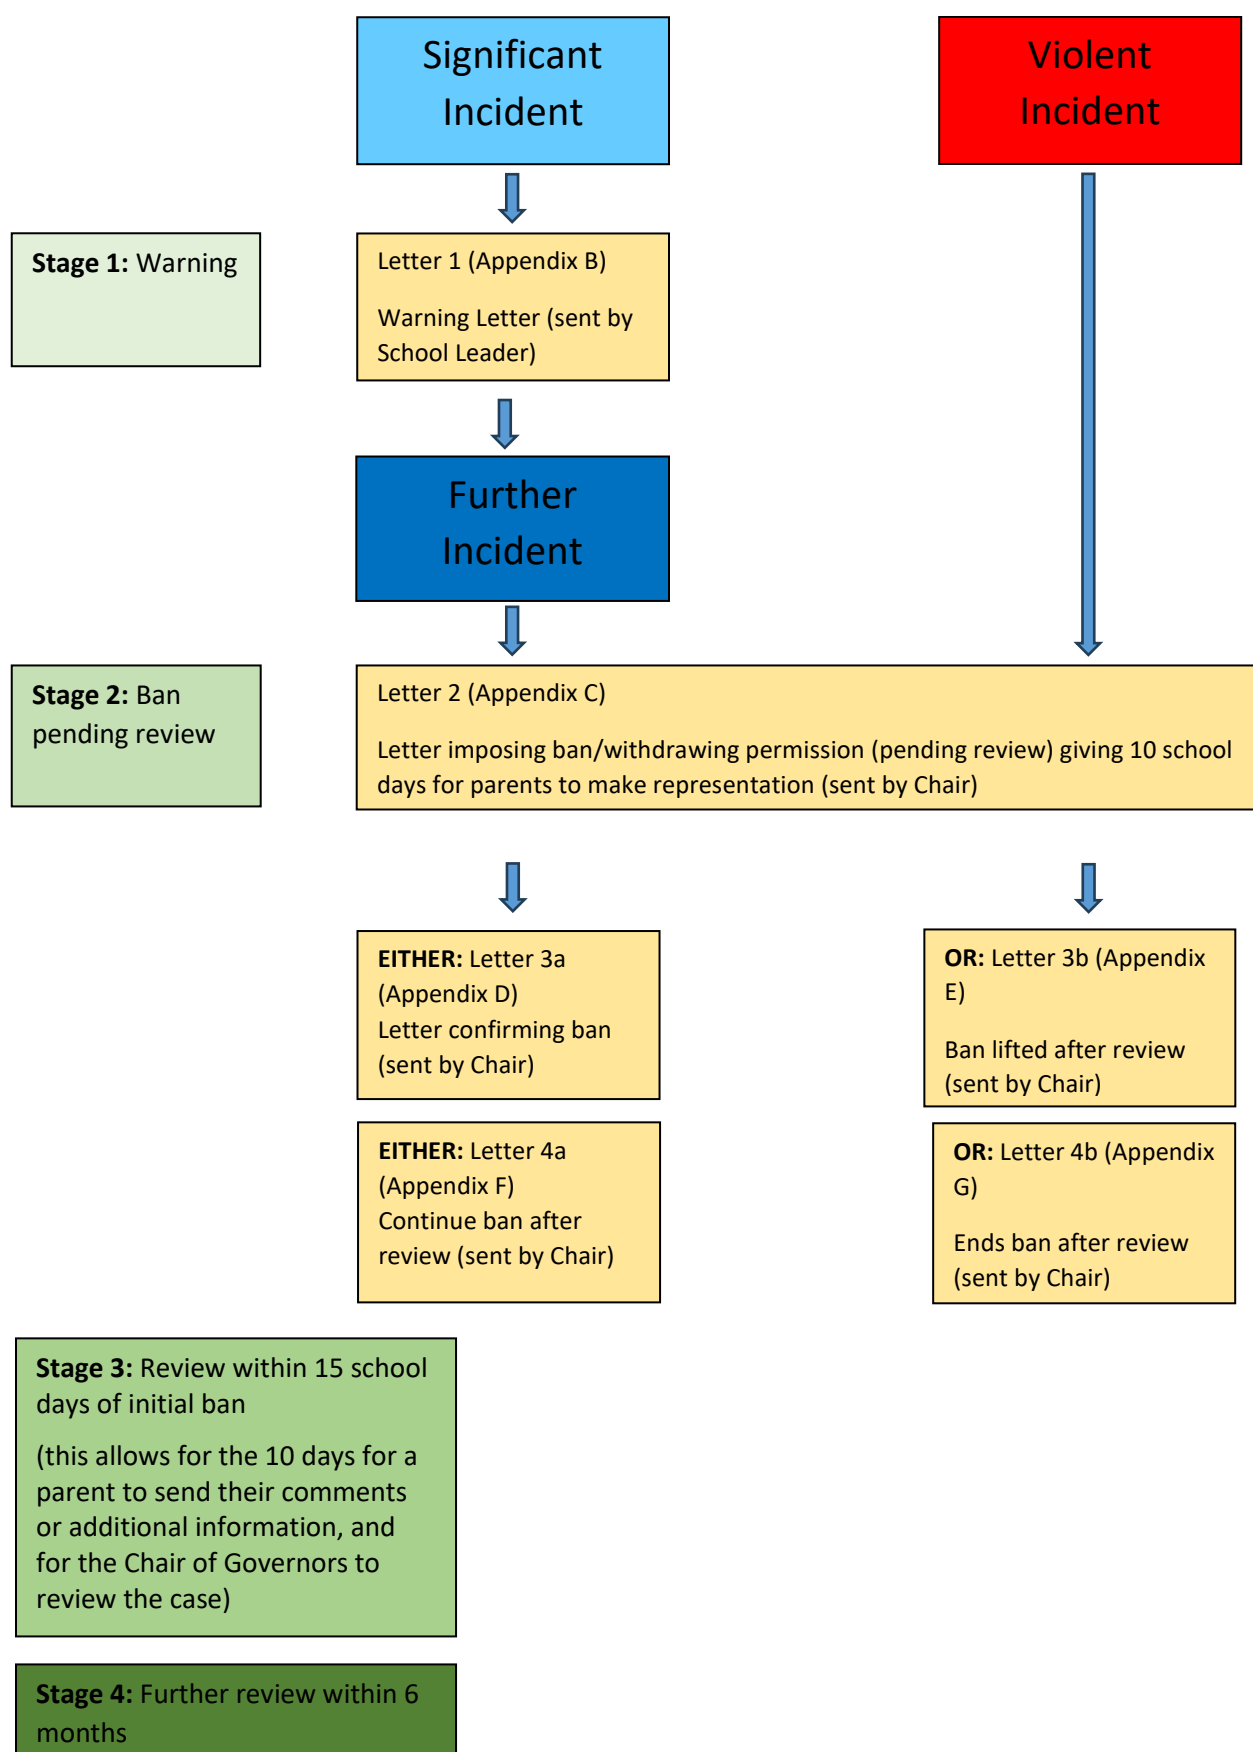 Significant
Incident
Violent
Incident
Stage 1: Warning
Letter 1 (Appendix B)
Warning Letter (sent by
School Leader)
Further
Incident
Stage 2: Ban
pending review
Letter 2 (Appendix C)
Letter imposing ban/withdrawing permission (pending review) giving 10 school
days for parents to make representation (sent by Chair)
EITHER: Letter 3a
(Appendix D)
Letter confirming ban
(sent by Chair)
OR: Letter 3b (Appendix
E)
Ban lifted after review
(sent by Chair)
EITHER: Letter 4a
(Appendix F)
Continue ban after
review (sent by Chair)
OR: Letter 4b (Appendix
G)
Ends ban after review
(sent by Chair)
Stage 3: Review within 15 school
days of initial ban
(this allows for the 10 days for a
parent to send their comments
or additional information, and
for the Chair of Governors to
review the case)
Stage 4: Further review within 6
months